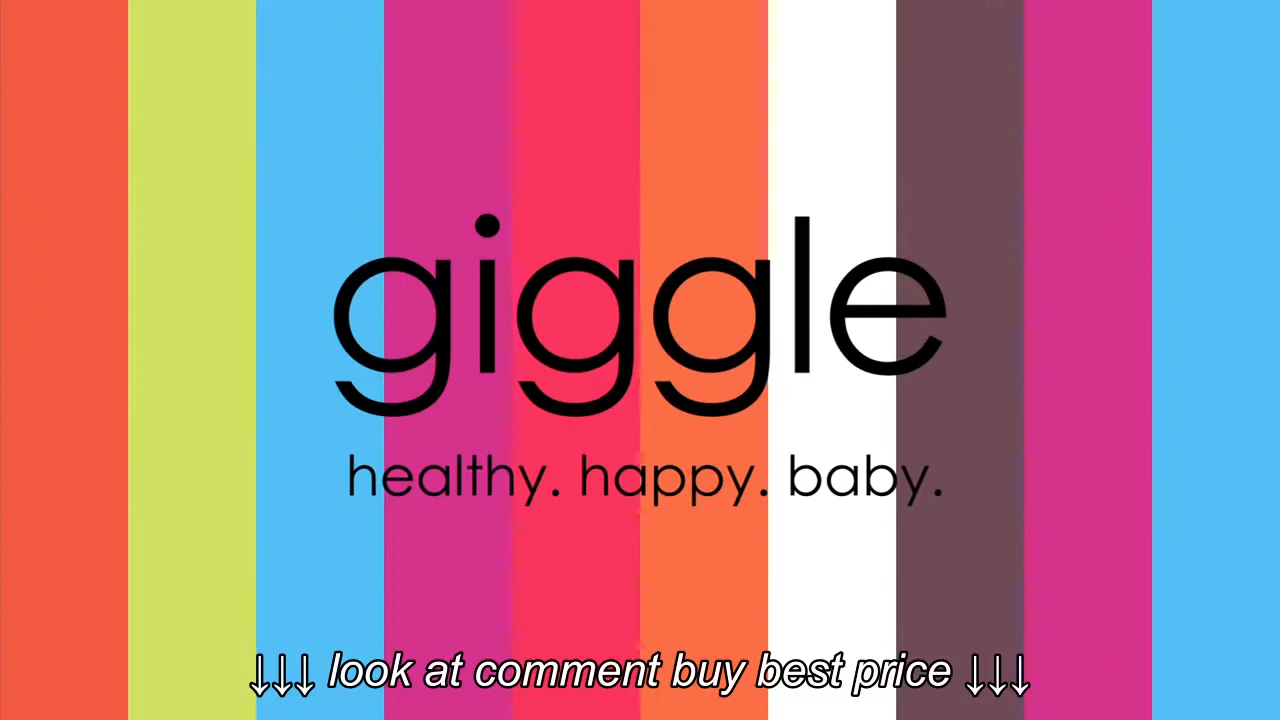 giggle
healthy. happy. baby.
↓↓↓ look at comment buy best price ↓↓↓